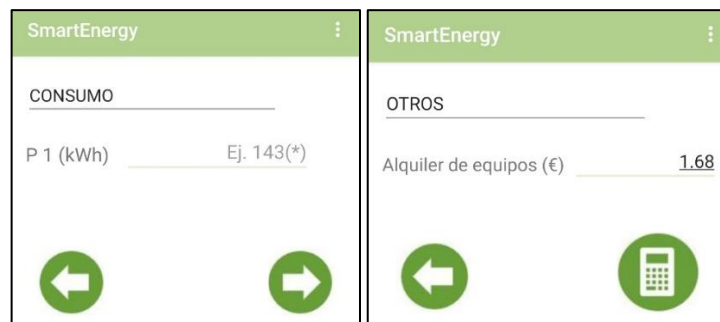 SmartEnergy
CONSUMO
P 1 (kWh) Ej. 143(*)
SmartEnergy
OTROS
Alquiler de equipos (€) 1.68